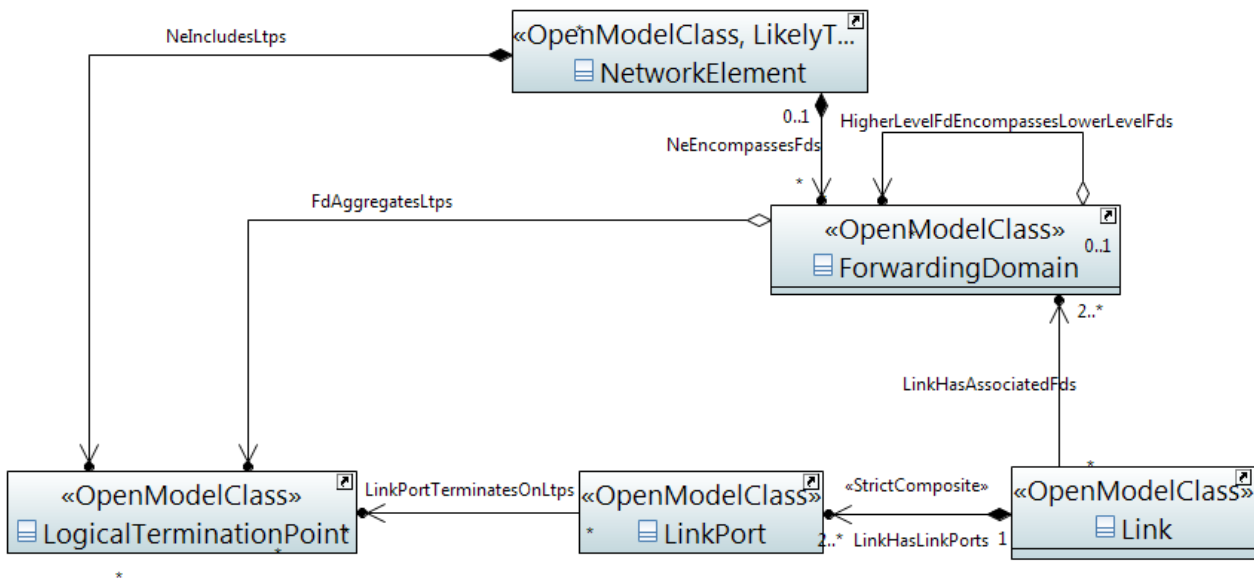 NeIncludesLtps
«OpenModelClass, LikelyT...
*
NetworkElement
0..1
HigherLevelFdEncompassesLowerLevelFds
NeEncompassesFds
*
FdAggregatesLtps
«OpenModelClass»
*
0..1
ForwardingDomain
2..*
LinkHasAssociatedFds
*
«OpenModelClass»
LogicalTerminationPoint
*
*
*
LinkPortTerminatesOnLtps
«OpenModelClass»
*
LinkPort
«StrictComposite»
2..*
LinkHasLinkPorts
1
«OpenModelClass»
Link